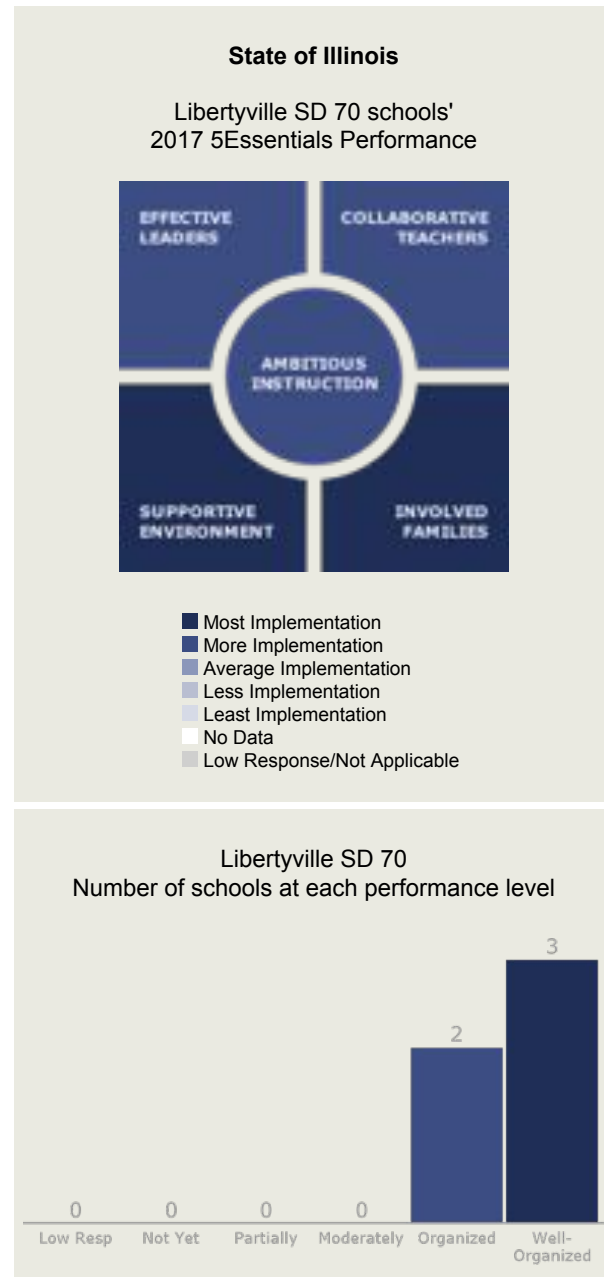 State of Illinois
Libertyville SD 70 schools'
2017 5Essentials Performance
EFFECTIVE
LEADERS
COLLABORATIVE
TEACHERS
AMBITIOUS
INSTRUCTION
SUPPORTIVE
ENVIRONMENT
INVOLVED
FAMILIES
Most Implementation
More Implementation
Average Implementation
Less Implementation
Least Implementation
No Data
Low Response/Not Applicable
Libertyville SD 70
Number of schools at each performance level
0 0 0 0 2 3
Low Resp Not Yet Partially Moderately Organized Well-
Organized